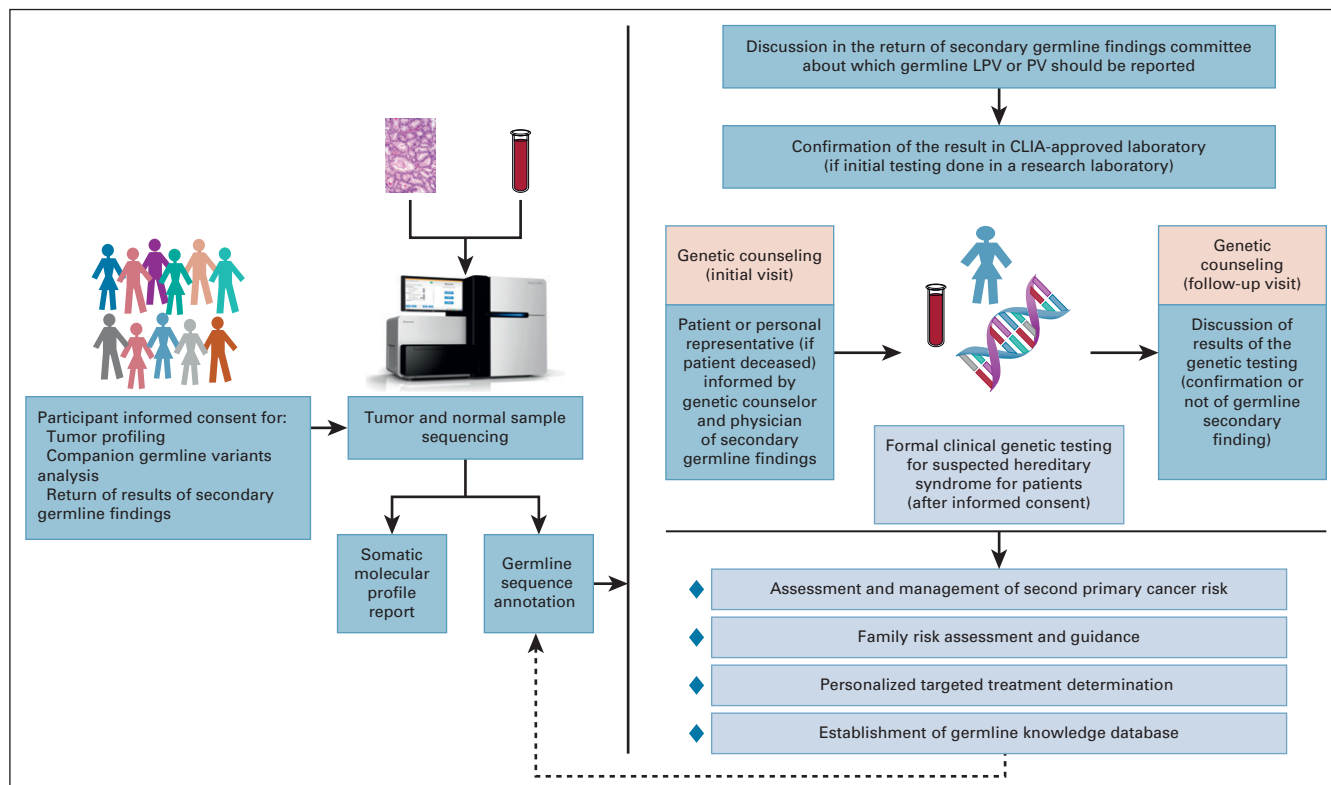 Participant informed consent for:
Tumor profiling
Companion germline variants
analysis
Return of results of secondary
germline findings
Tumor and normal sample
sequencing
Somatic
molecular
profile
report
Germline
sequence
annotation
Discussion in the return of secondary germline findings committee
about which germline LPV or PV should be reported
Confirmation of the result in CLIA-approved laboratory
(if initial testing done in a research laboratory)
Genetic counseling
(initial visit)
Patient or personal
representative (if
patient deceased)
informed by
genetic counselor
and physician
of secondary
germline findings
Formal clinical genetic testing
for suspected hereditary
syndrome for patients
(after informed consent)
Genetic
counseling
(follow-up visit)
Discussion of
results of the
genetic testing
(confirmation or
not of germline
secondary
finding)
Assessment and management of second primary cancer risk
Family risk assessment and guidance
Personalized targeted treatment determination
Establishment of germline knowledge database